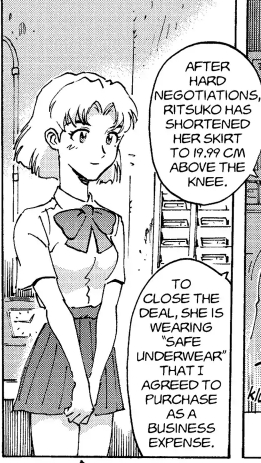 AFTER
HARD
NEGOTIATIONS,
RITSUKO HAS
SHORTENED
HER SKIRT
TO 19.99 CM
ABOVE THE
KNEE.
TO
CLOSE THE
DEAL, SHE IS
WEARING
"SAFE
UNDERWEAR"
THAT I
AGREED TO
PURCHASE
AS A
BUSINESS
EXPENSE.